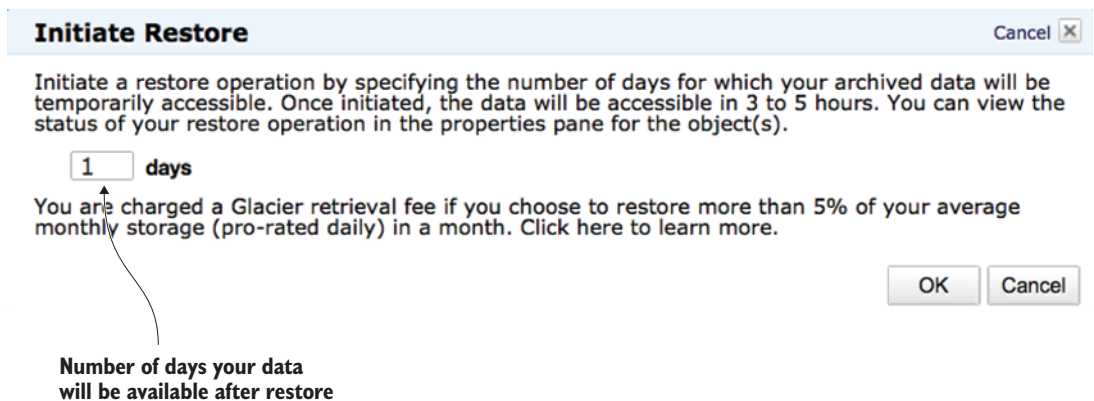 Initiate Restore
Cancel
Initiate a restore operation by specifying the number of days for which your archived data will be
temporarily accessible. Once initiated, the data will be accessible in 3 to 5 hours. You can view the
status of your restore operation in the properties pane for the object(s).
1 days
You are charged a Glacier retrieval fee if you choose to restore more than 5% of your average
monthly storage (pro-rated daily) in a month. Click here to learn more.
OK Cancel
Number of days your data
will be available after restore